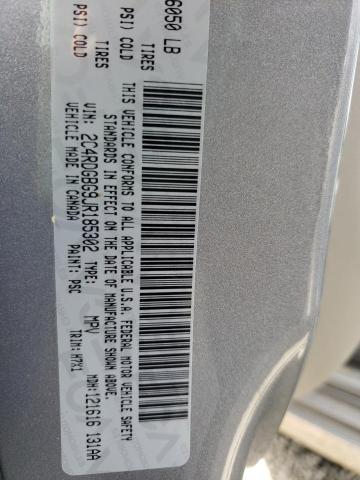 6050 LB
TIRES
PSI) COLD
TIRES
PSI) COLD
THIS VEHICLE CONFORMS TO ALL APPLICABLE U.S.A. FEDERAL MOTOR VEHICLE SAFETY
STANDARDS IN EFFECT ON THE DATE OF MANUFACTURE SHOWN ABOVE.
VIN: 2C4RDGBG9JR185302 TYPE: MPV
VEHICLE MADE IN CANADA
MDH: 121616 131AA
PAINT: PSC
TRIM: H7X1